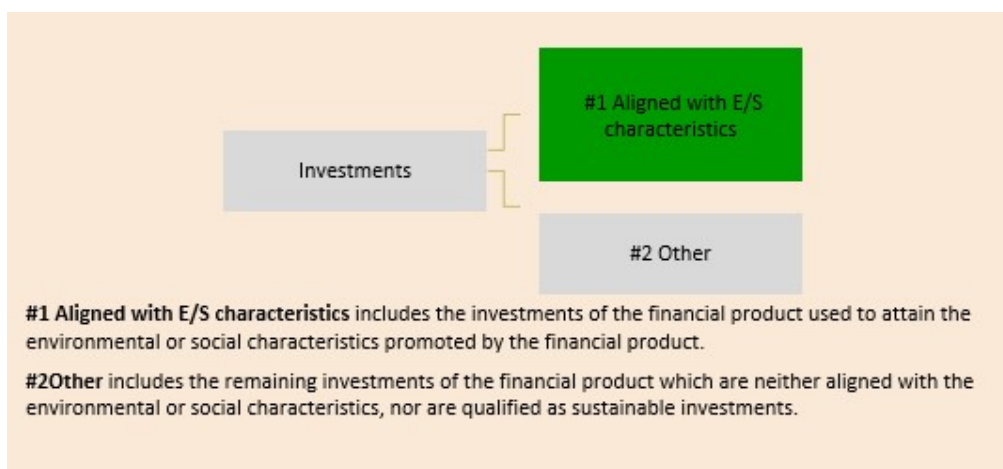 #1 Aligned with E/S
characteristics
Investments
#2 Other
#1 Aligned with E/S characteristics includes the investments of the financial product used to attain the
environmental or social characteristics promoted by the financial product.
#2Other includes the remaining investments of the financial product which are neither aligned with the
environmental or social characteristics, nor are qualified as sustainable investments.